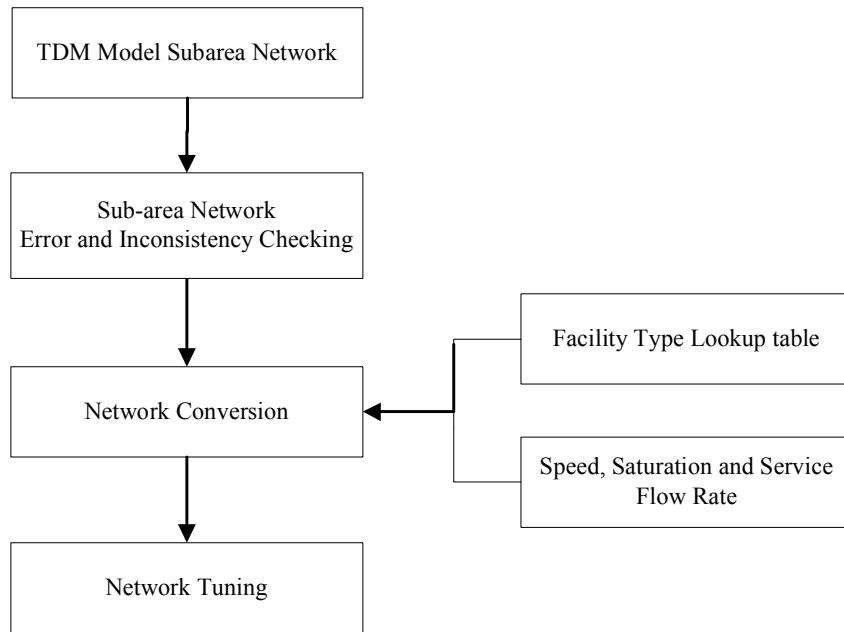 TDM Model Subarea Network
Sub-area Network
Error and Inconsistency Checking
Facility Type Lookup table
Network Conversion
Speed, Saturation and Service
Flow Rate
Network Tuning